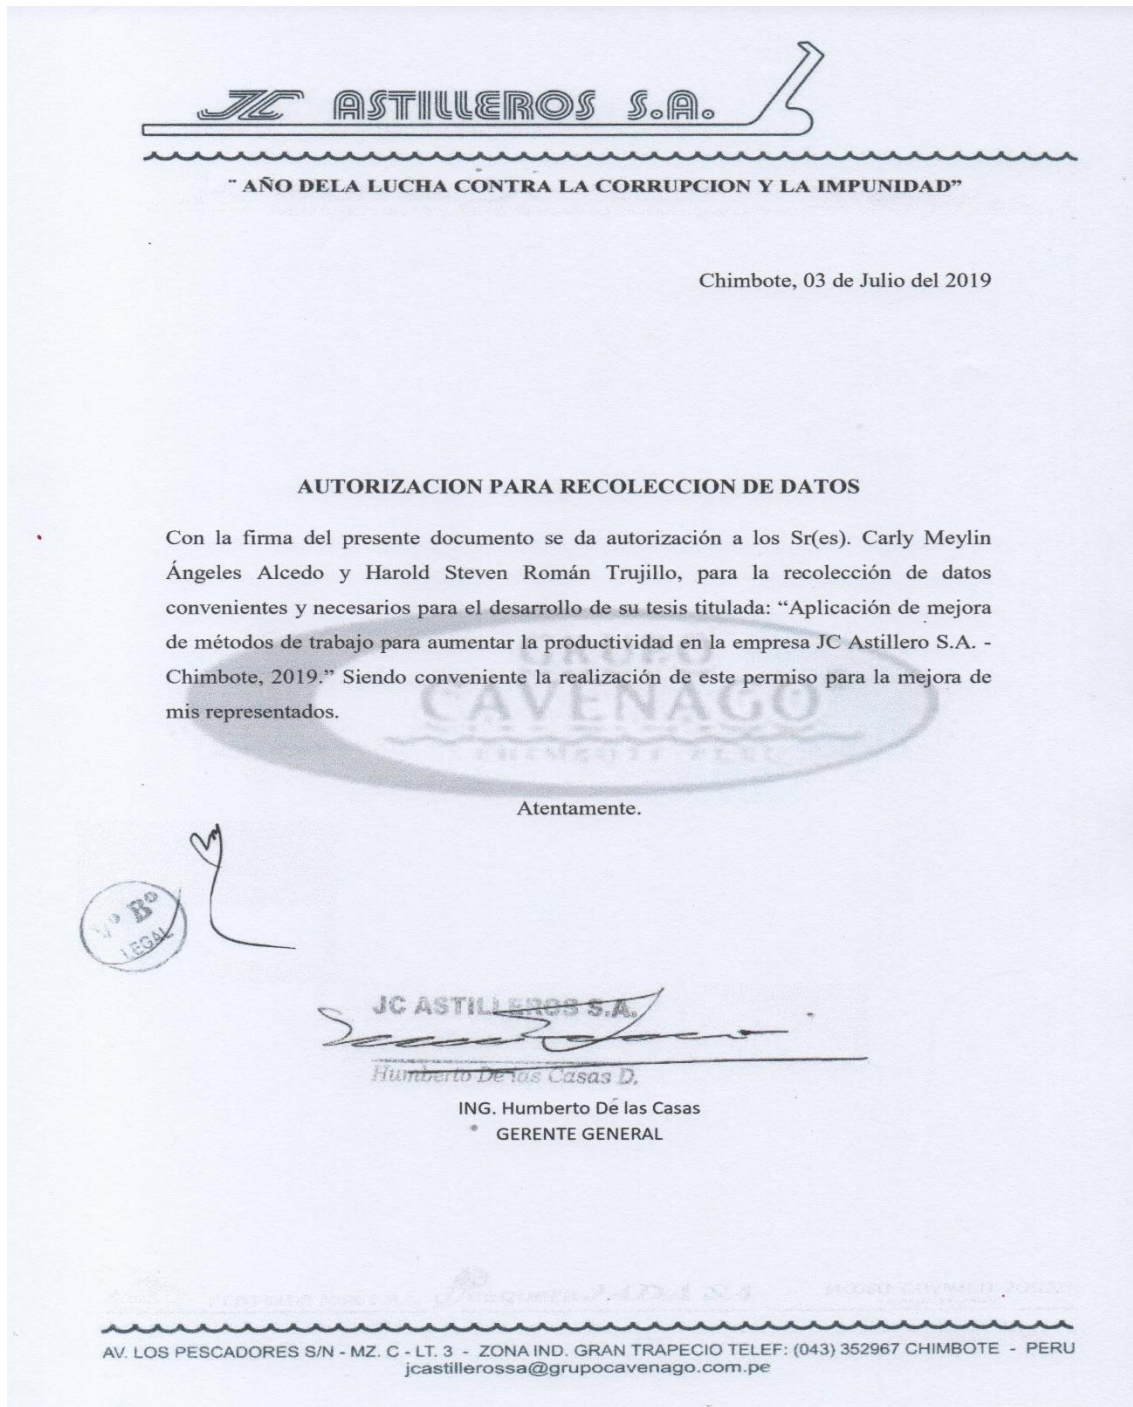 JC ASTILLEROS S.A.
¨ AÑO DELA LUCHA CONTRA LA CORRUPCION Y LA IMPUNIDAD”
Chimbote, 03 de Julio del 2019
AUTORIZACION PARA RECOLECCION DE DATOS
Con la firma del presente documento se da autorización a los Sr(es). Carly Meylin
Ángeles Alcedo y Harold Steven Román Trujillo, para la recolección de datos
convenientes y necesarios para el desarrollo de su tesis titulada: “Aplicación de mejora
de métodos de trabajo para aumentar la productividad en la empresa JC Astillero S.A. -
Chimbote, 2019.” Siendo conveniente la realización de este permiso para la mejora de
mis representados.
GRUPO
CAVENAGO
CHIMBOTE PERU
Atentamente.
Vº Bº
LEGAL
JC ASTILLEROS S.A.
Humberto De las Casas D.
ING. Humberto De las Casas
GERENTE GENERAL
AV. LOS PESCADORES S/N - MZ. C - LT. 3 - ZONA IND. GRAN TRAPECIO TELEF: (043) 352967 CHIMBOTE - PERU
jcastillerossa@grupocavenago.com.pe